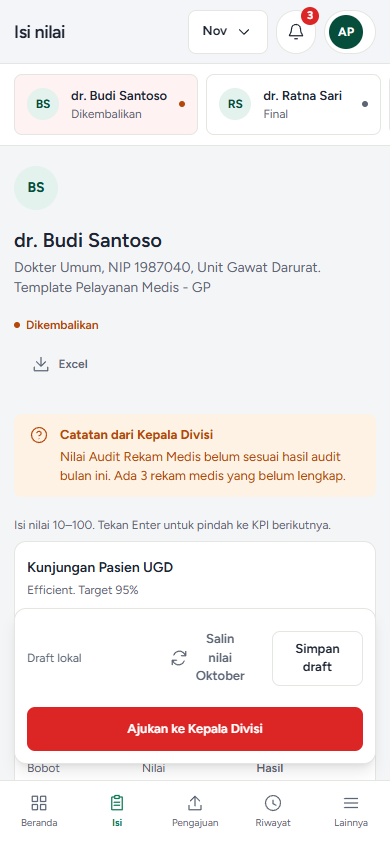 Isi nilai
Nov
3
AP
BS
dr. Budi Santoso
Dikembalikan
RS
dr. Ratna Sari
Final
BS
dr. Budi Santoso
Dokter Umum, NIP 1987040, Unit Gawat Darurat.
Template Pelayanan Medis - GP
Dikembalikan
Excel
Catatan dari Kepala Divisi
Nilai Audit Rekam Medis belum sesuai hasil audit
bulan ini. Ada 3 rekam medis yang belum lengkap.
Isi nilai 10–100. Tekan Enter untuk pindah ke KPI berikutnya.
Kunjungan Pasien UGD
Efficient. Target 95%
Draft lokal
Salin
nilai
Oktober
Simpan
draft
Ajukan ke Kepala Divisi
Bobot
Nilai
Hasil
Beranda
Isi
Pengajuan
Riwayat
Lainnya